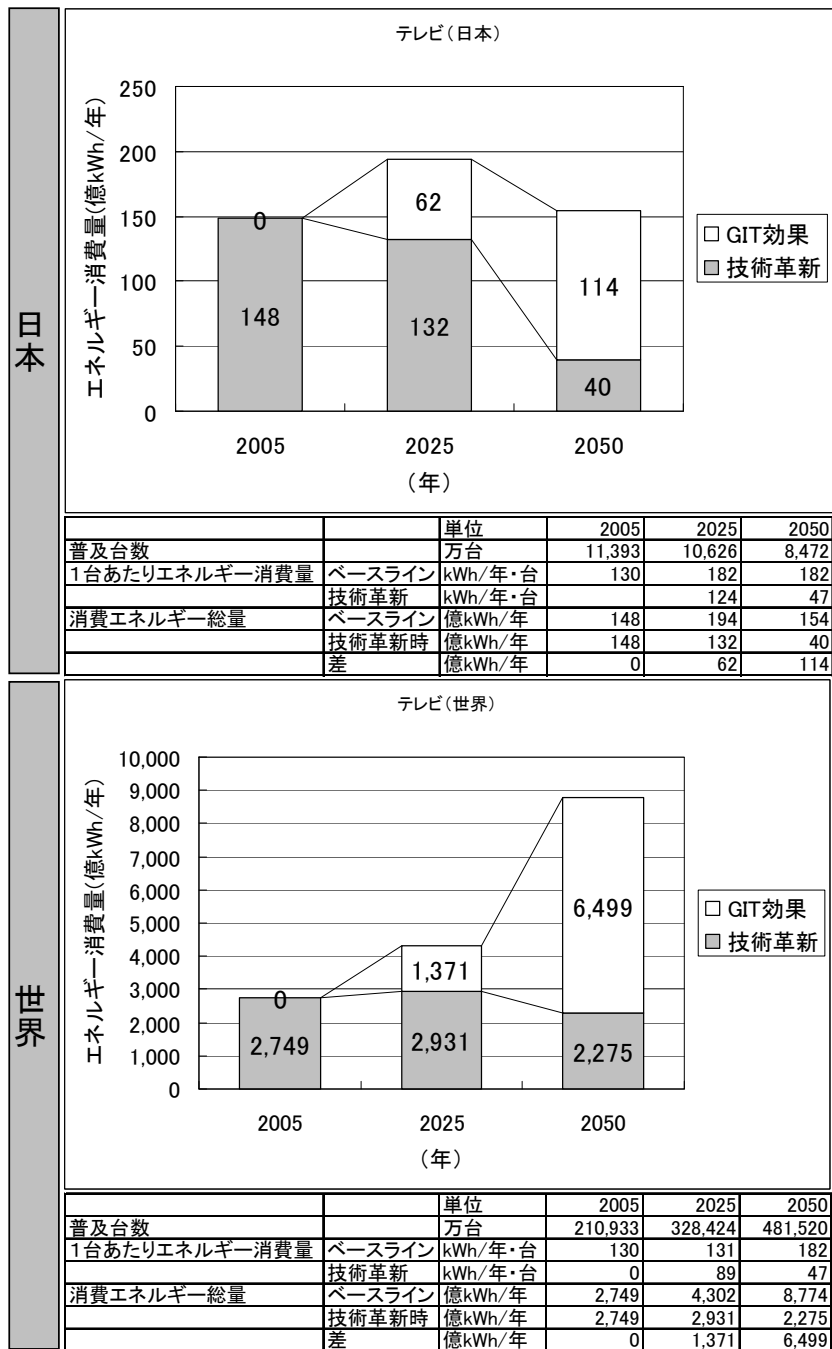 日本
テレビ(日本)
エネルギー消費量(億kWh/年)
250
200
150
100
50
0
0
148
62
132
114
40
2005 2025 2050
(年)
GIT効果
技術革新
単位 2005 2025 2050
普及台数 万台 11,393 10,626 8,472
1台あたりエネルギー消費量 ベースライン kWh/年・台 130 182 182
技術革新 kWh/年・台 124 47
消費エネルギー総量 ベースライン 億kWh/年 148 194 154
技術革新時 億kWh/年 148 132 40
差 億kWh/年 0 62 114
世界
テレビ(世界)
エネルギー消費量(億kWh/年)
10,000
9,000
8,000
7,000
6,000
5,000
4,000
3,000
2,000
1,000
0
0
2,749
1,371
2,931
6,499
2,275
2005 2025 2050
(年)
GIT効果
技術革新
単位 2005 2025 2050
普及台数 万台 210,933 328,424 481,520
1台あたりエネルギー消費量 ベースライン kWh/年・台 130 131 182
技術革新 kWh/年・台 0 89 47
消費エネルギー総量 ベースライン 億kWh/年 2,749 4,302 8,774
技術革新時 億kWh/年 2,749 2,931 2,275
差 億kWh/年 0 1,371 6,499